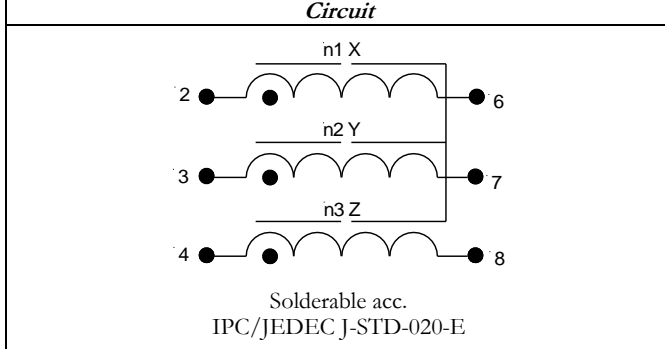 Circuit
n1 X
2 6
n2 Y
3 7
n3 Z
4 8
Solderable acc.
IPC/JEDEC J-STD-020-E